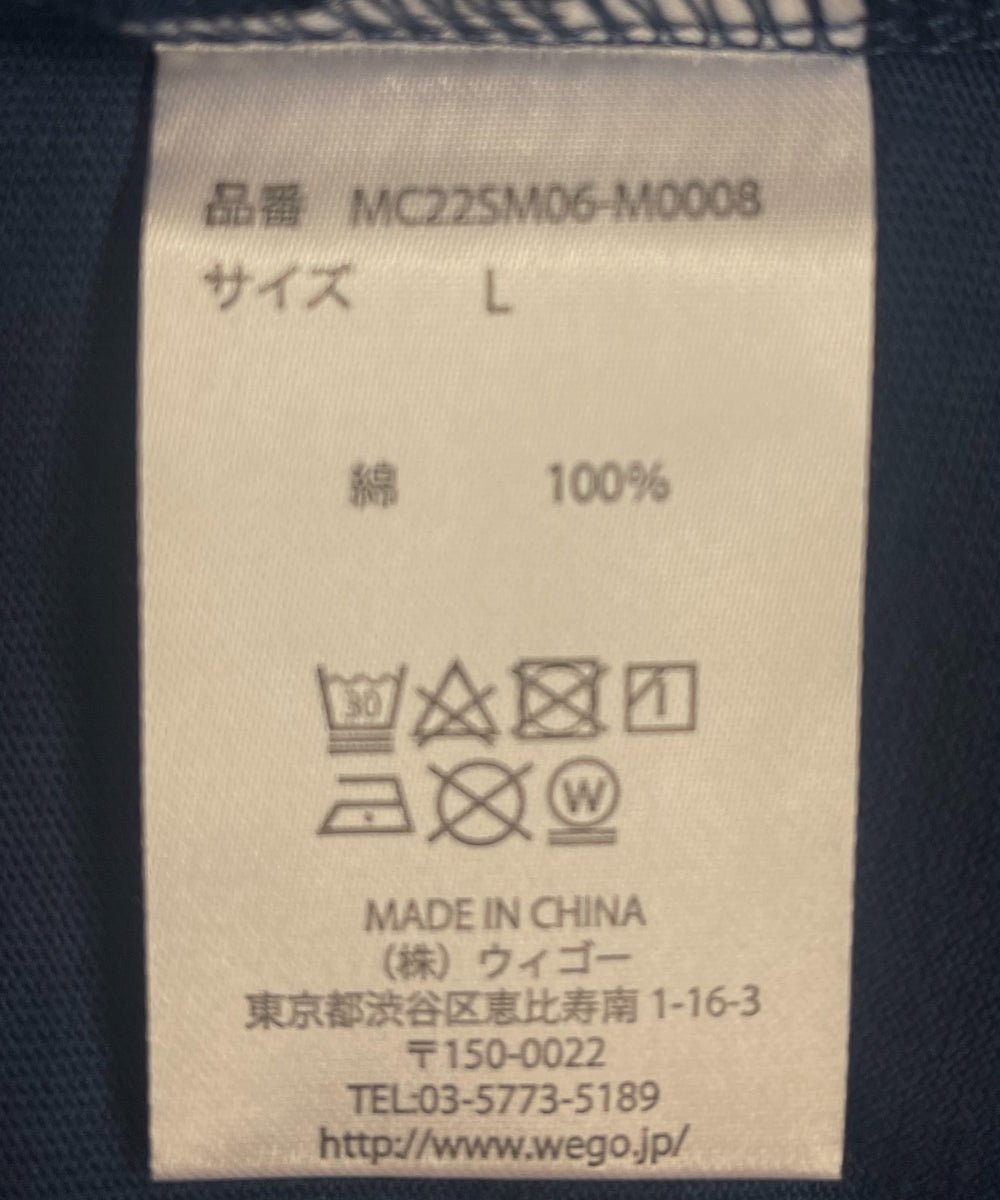 品番 MC22SM06-M0008
サイズ L
綿 100%
30
W
MADE IN CHINA
（株）ウィゴー
東京都渋谷区恵比寿南 1-16-3
〒150-0022
TEL:03-5773-5189
http://www.wego.jp/